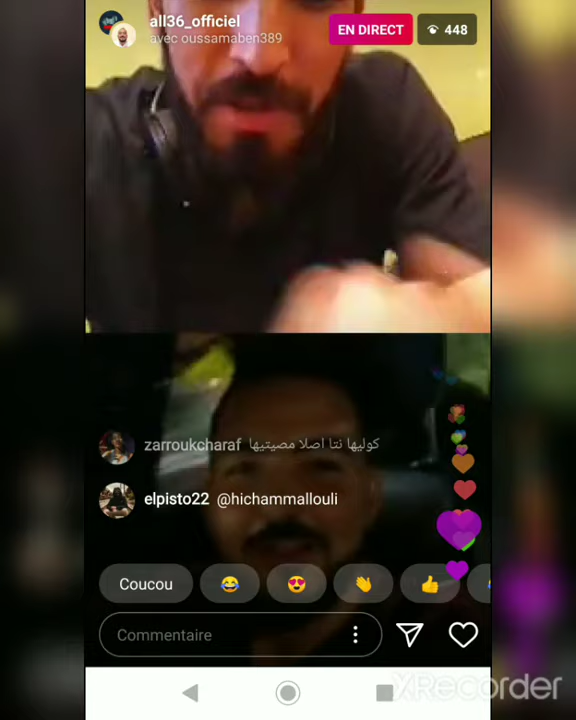 all36_officiel
avec oussamaben389
EN DIRECT
448
zarroukcharaf كوليها نتا اصلا مصيتيها
elpisto22 @hichammallouli
Coucou
Commentaire
XRecorder